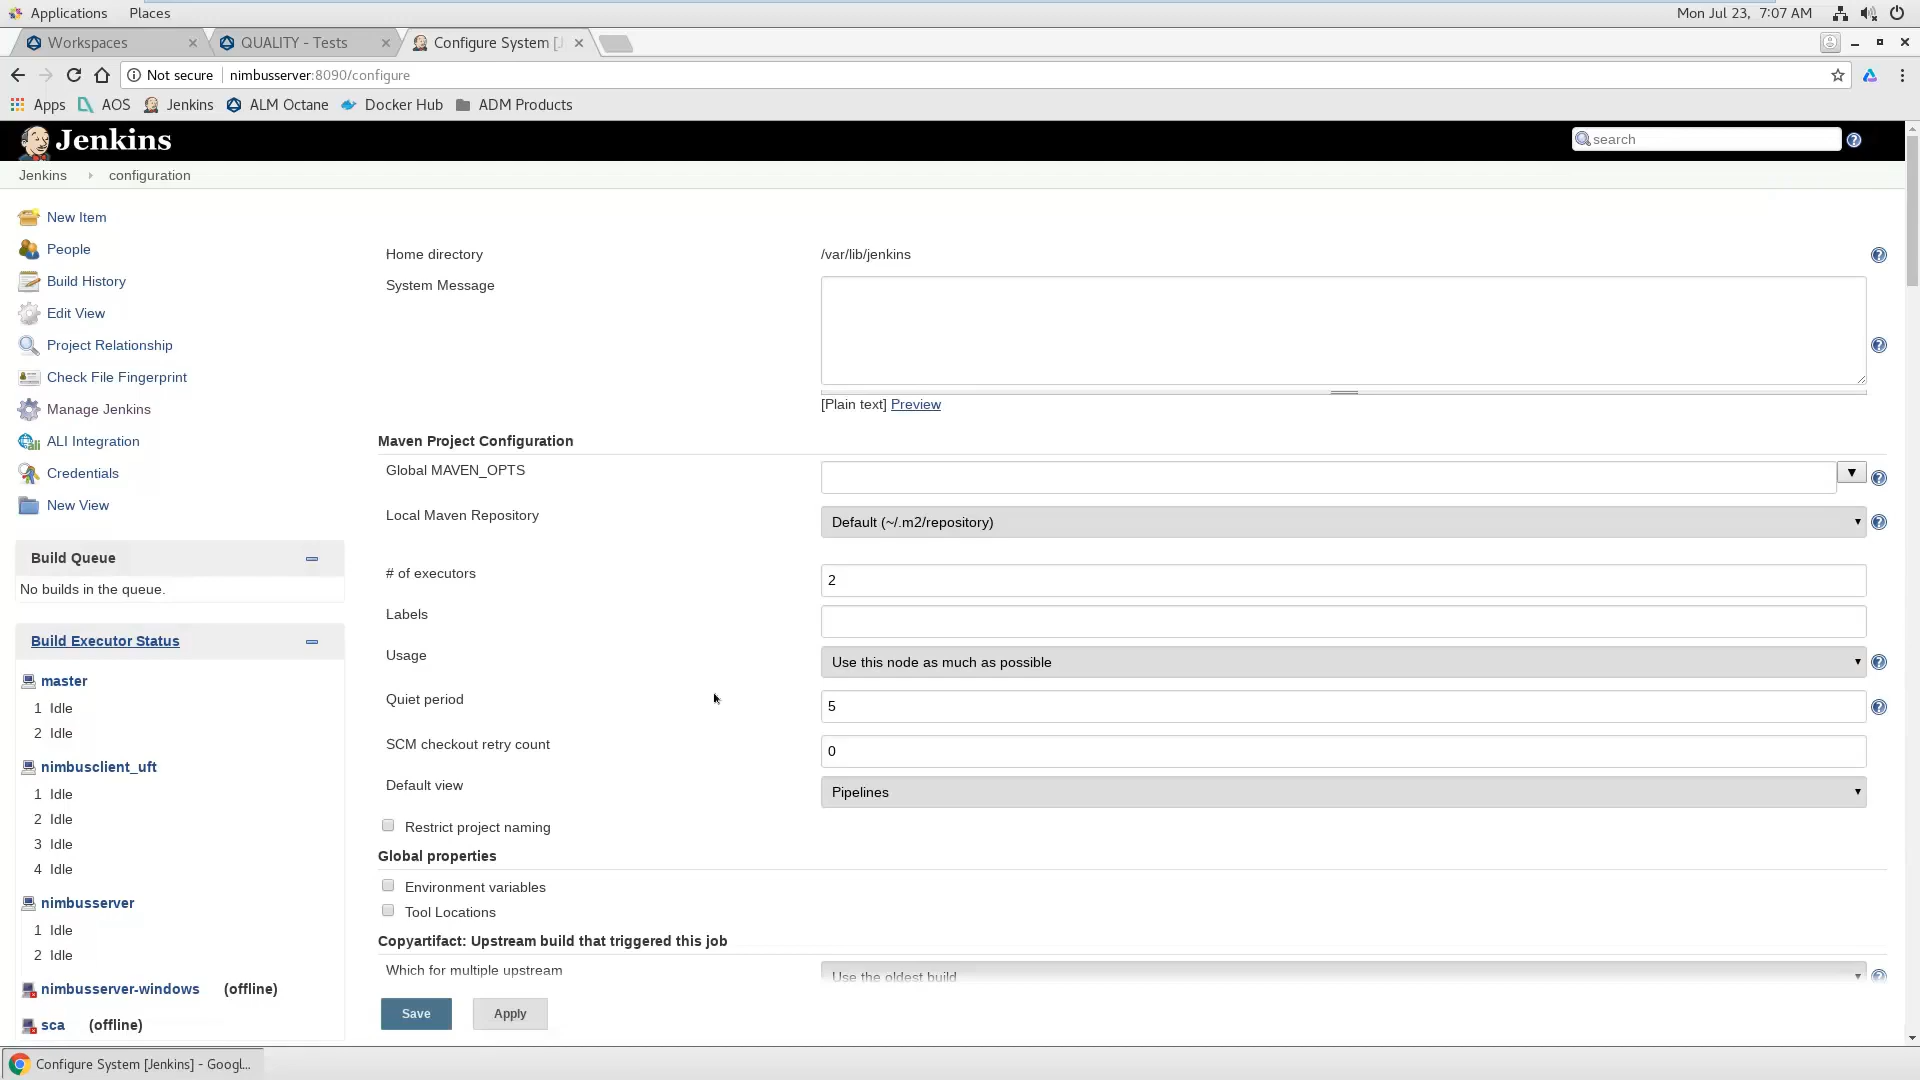 Applications Places Mon Jul 23, 7:07 AM
Workspaces QUALITY - Tests Configure System [J
Not secure nimbusserver:8090/configure
Apps AOS Jenkins ALM Octane Docker Hub ADM Products
Jenkins search
Jenkins configuration
New Item
People
Build History
Edit View
Project Relationship
Check File Fingerprint
Manage Jenkins
ALI Integration
Credentials
New View
Build Queue
No builds in the queue.
Build Executor Status
master
1 Idle
2 Idle
nimbusclient_uft
1 Idle
2 Idle
3 Idle
4 Idle
nimbusserver
1 Idle
2 Idle
nimbusserver-windows (offline)
sca (offline)
Home directory /var/lib/jenkins
System Message
[Plain text] Preview
Maven Project Configuration
Global MAVEN_OPTS
Local Maven Repository Default (~/.m2/repository)
# of executors 2
Labels
Usage Use this node as much as possible
Quiet period 5
SCM checkout retry count 0
Default view Pipelines
Restrict project naming
Global properties
Environment variables
Tool Locations
Copyartifact: Upstream build that triggered this job
Which for multiple upstream Use the oldest build
Save Apply
Configure System [Jenkins] - Googl...